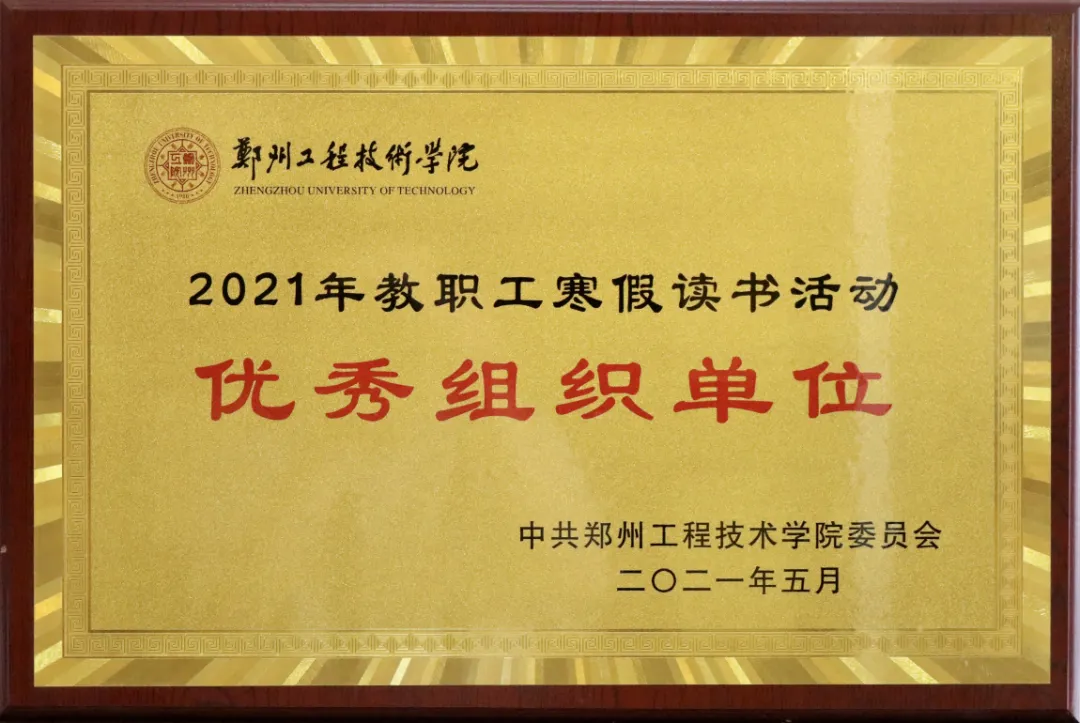 鄭州工程技術学院
ZHENGZHOU UNIVERSITY OF TECHNOLOGY
2021年教职工寒假读书活动
优秀组织单位
中共郑州工程技术学院委员会
二〇二一年五月